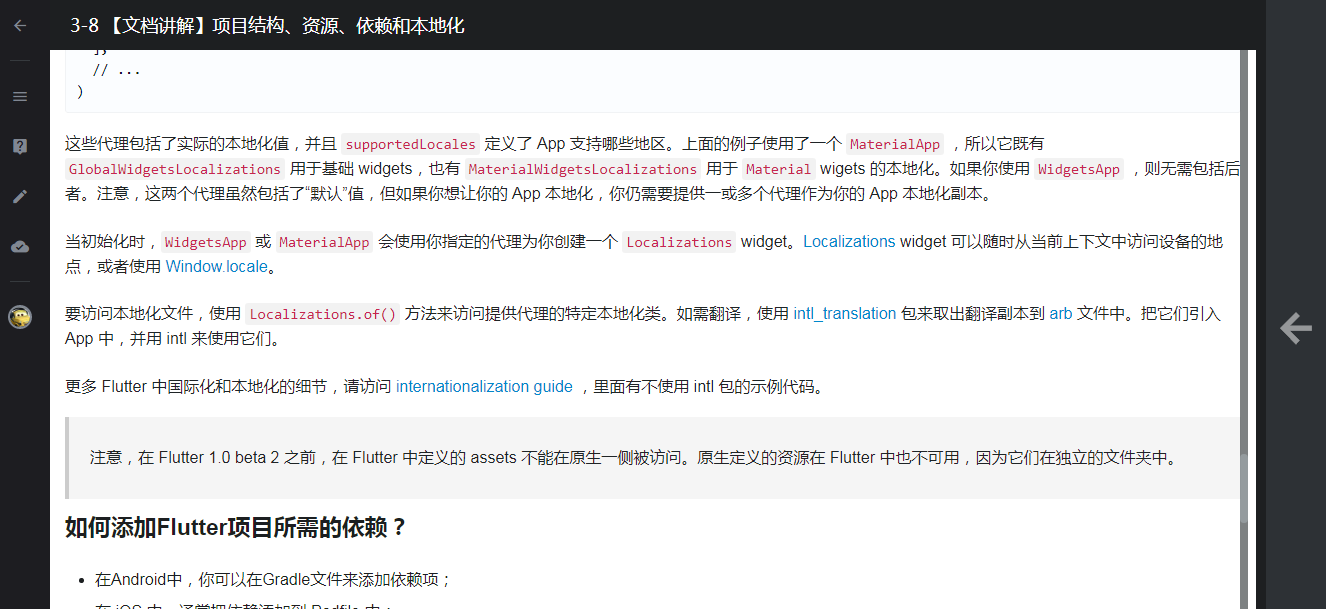 3-8 【文档讲解】项目结构、资源、依赖和本地化
],
// ...
)
这些代理包括了实际的本地化值，并且 supportedLocales 定义了 App 支持哪些地区。上面的例子使用了一个 MaterialApp ，所以它既有
GlobalWidgetsLocalizations 用于基础 widgets，也有 MaterialWidgetsLocalizations 用于 Material wigets 的本地化。如果你使用 WidgetsApp ，则无需包括后
者。注意，这两个代理虽然包括了“默认”值，但如果你想让你的 App 本地化，你仍需要提供一或多个代理作为你的 App 本地化副本。
当初始化时，WidgetsApp 或 MaterialApp 会使用你指定的代理为你创建一个 Localizations widget。Localizations widget 可以随时从当前上下文中访问设备的地
点，或者使用 Window.locale。
要访问本地化文件，使用 Localizations.of() 方法来访问提供代理的特定本地化类。如需翻译，使用 intl_translation 包来取出翻译副本到 arb 文件中。把它们引入
App 中，并用 intl 来使用它们。
更多 Flutter 中国际化和本地化的细节，请访问 internationalization guide ，里面有不使用 intl 包的示例代码。
注意，在 Flutter 1.0 beta 2 之前，在 Flutter 中定义的 assets 不能在原生一侧被访问。原生定义的资源在 Flutter 中也不可用，因为它们在独立的文件夹中。
如何添加Flutter项目所需的依赖？
• 在Android中，你可以在Gradle文件来添加依赖项；
在 iOS 中，通常把依赖添加到 Podfile 中；